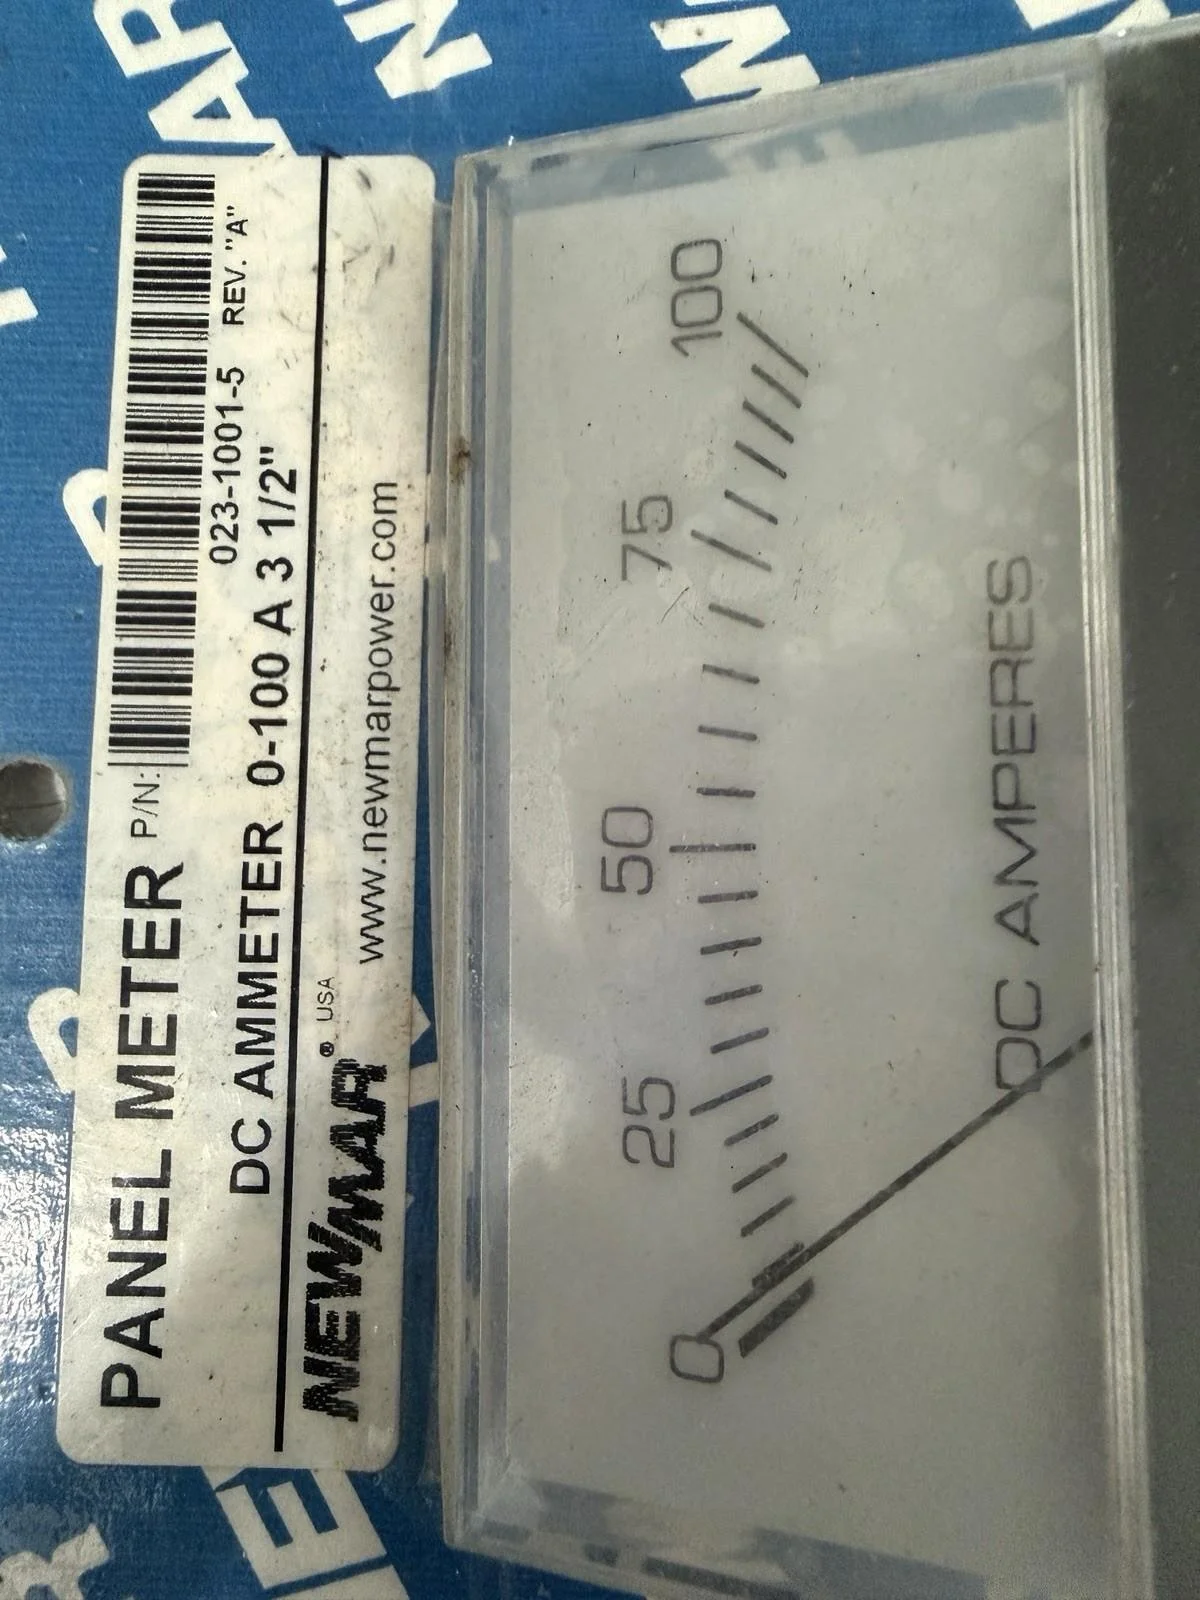 PANEL METER P/N:
023-1001-5 REV. "A"
DC AMMETER 0-100 A 3 1/2"
NEWMAR® USA www.newmarpower.com
0 25 50 75 100
DC AMPERES